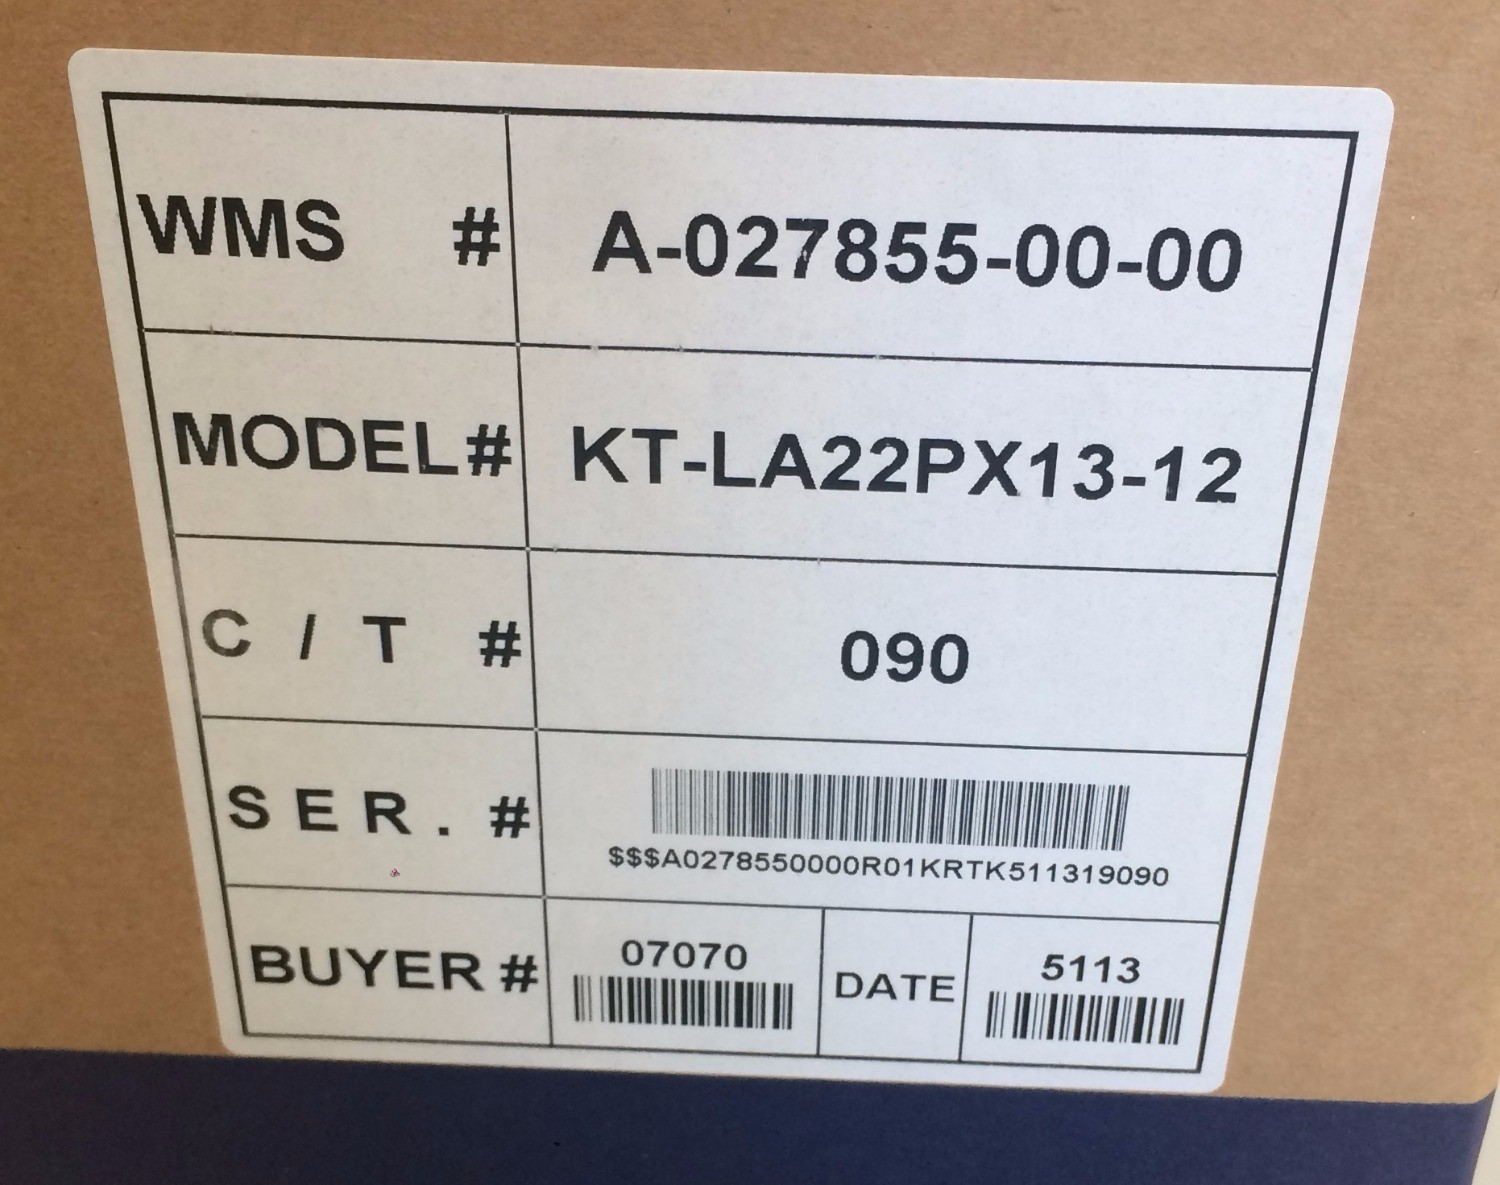 WMS # A-027855-00-00
MODEL# KT-LA22PX13-12
C / T # 090
SER. # $$$A0278550000R01KRTK511319090
BUYER # 07070 DATE 5113